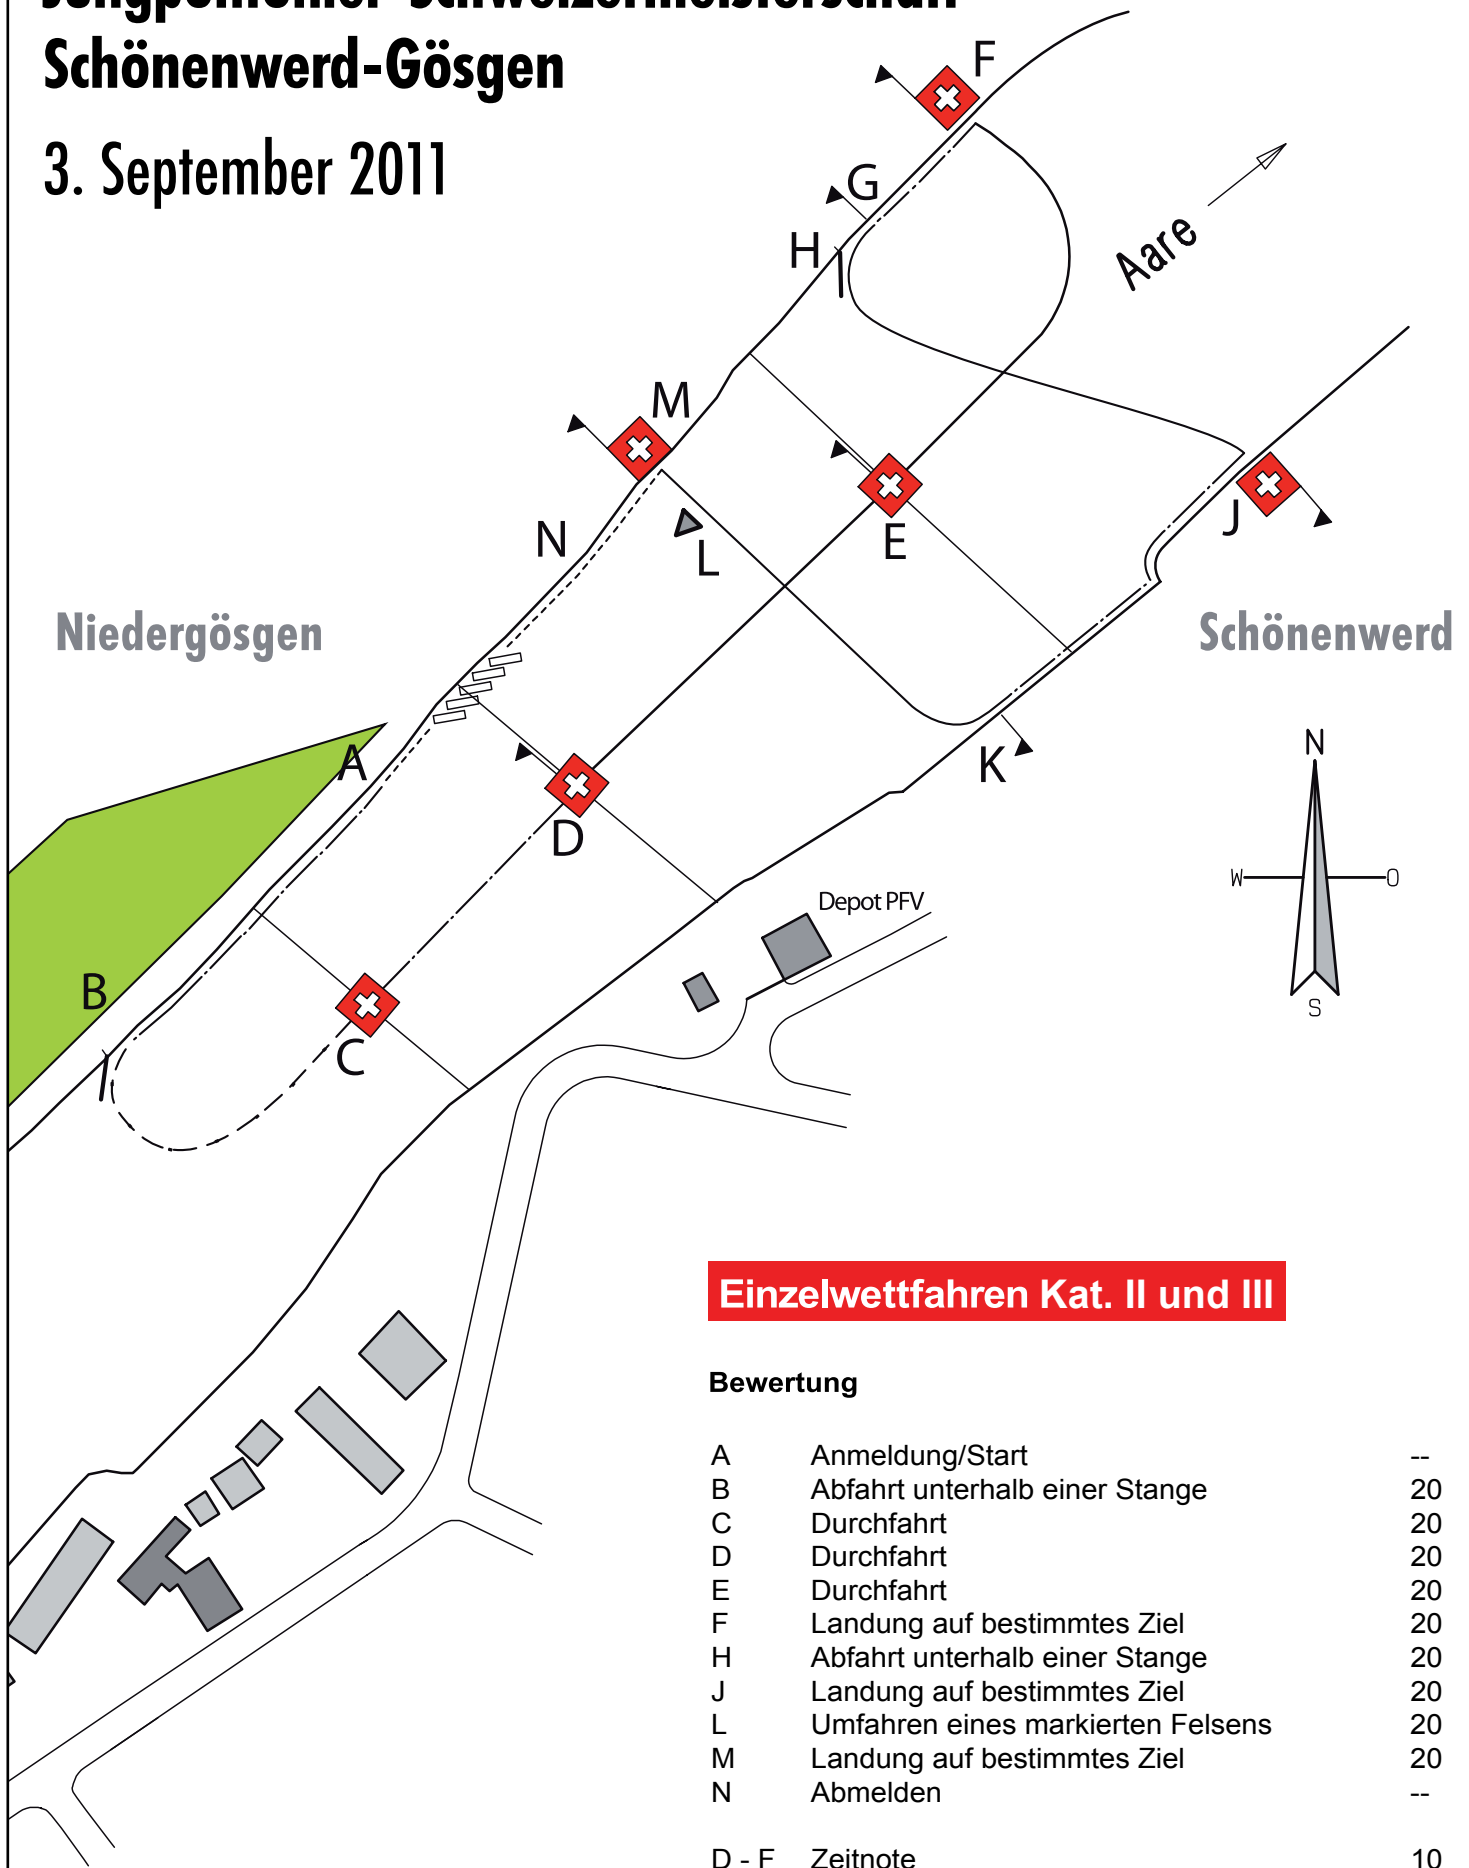 Jungpontonier-Schweizermeisterschaft
Schönenwerd-Gösgen
3. September 2011
F
G
H
Aare
M
J
N
L
E
Niedergösgen
Schönenwerd
A
K
N
W
O
S
D
Depot PFV
B
C
Einzelwettfahren Kat. II und III
Bewertung
A Anmeldung/Start --
B Abfahrt unterhalb einer Stange 20
C Durchfahrt 20
D Durchfahrt 20
E Durchfahrt 20
F Landung auf bestimmtes Ziel 20
H Abfahrt unterhalb einer Stange 20
J Landung auf bestimmtes Ziel 20
L Umfahren eines markierten Felsens 20
M Landung auf bestimmtes Ziel 20
N Abmelden --
D - F Zeitnote 10